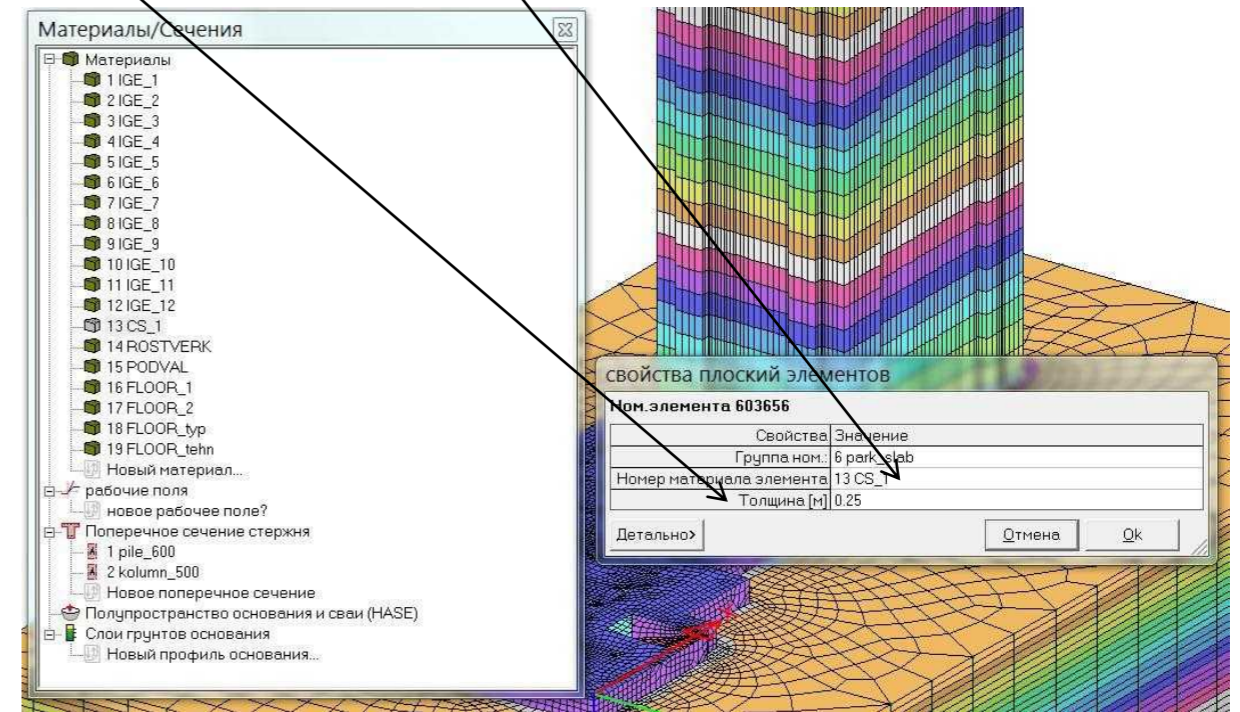 Материалы/Сечения
Материалы
1 IGE_1
2 IGE_2
3 IGE_3
4 IGE_4
5 IGE_5
6 IGE_6
7 IGE_7
8 IGE_8
9 IGE_9
10 IGE_10
11 IGE_11
12 IGE_12
13 CS_1
14 ROSTVERK
15 PODVAL
16 FLOOR_1
17 FLOOR_2
18 FLOOR_typ
19 FLOOR_tehn
Новый материал...
рабочие поля
новое рабочее поле?
Поперечное сечение стержня
1 pile_600
2 kolumn_500
Новое поперечное сечение
Полупространство основания и сваи (HASE)
Слои грунтов основания
Новый профиль основания...
свойства плоский элементов
Ном.элемента 603656
Свойства Значение
Группа ном.: 6 park_slab
Номер материала элемента 13 CS_1
Толщина [м] 0.25
Детально> Отмена Ok